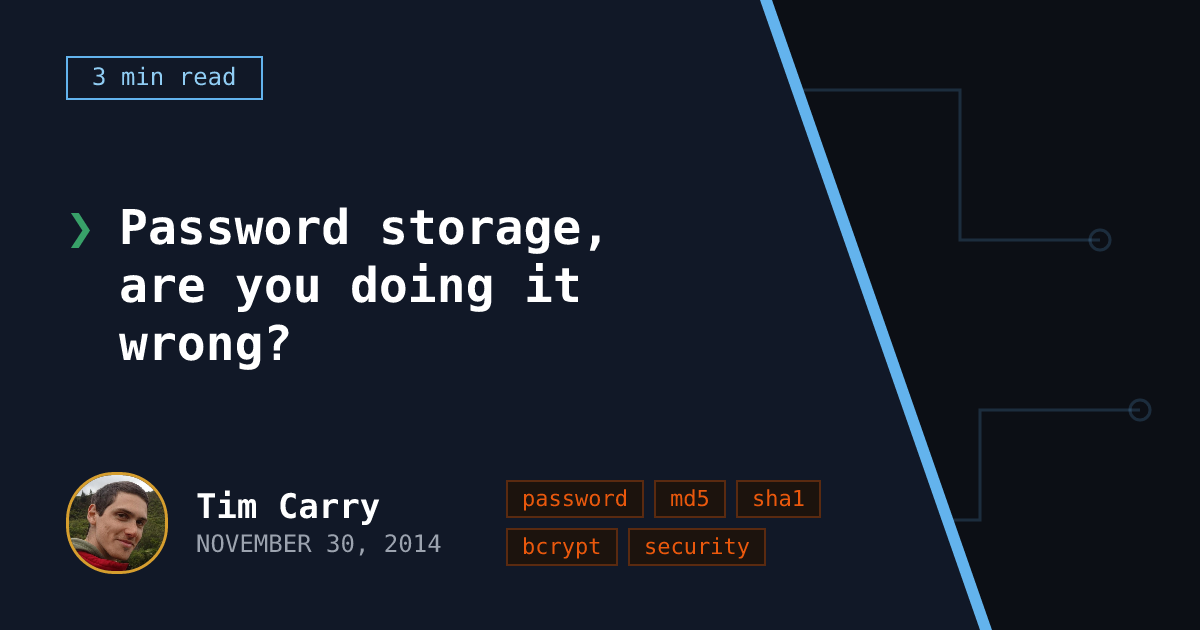 3 min read
❯ Password storage,
are you doing it
wrong?
Tim Carry
NOVEMBER 30, 2014
password md5 sha1
bcrypt security